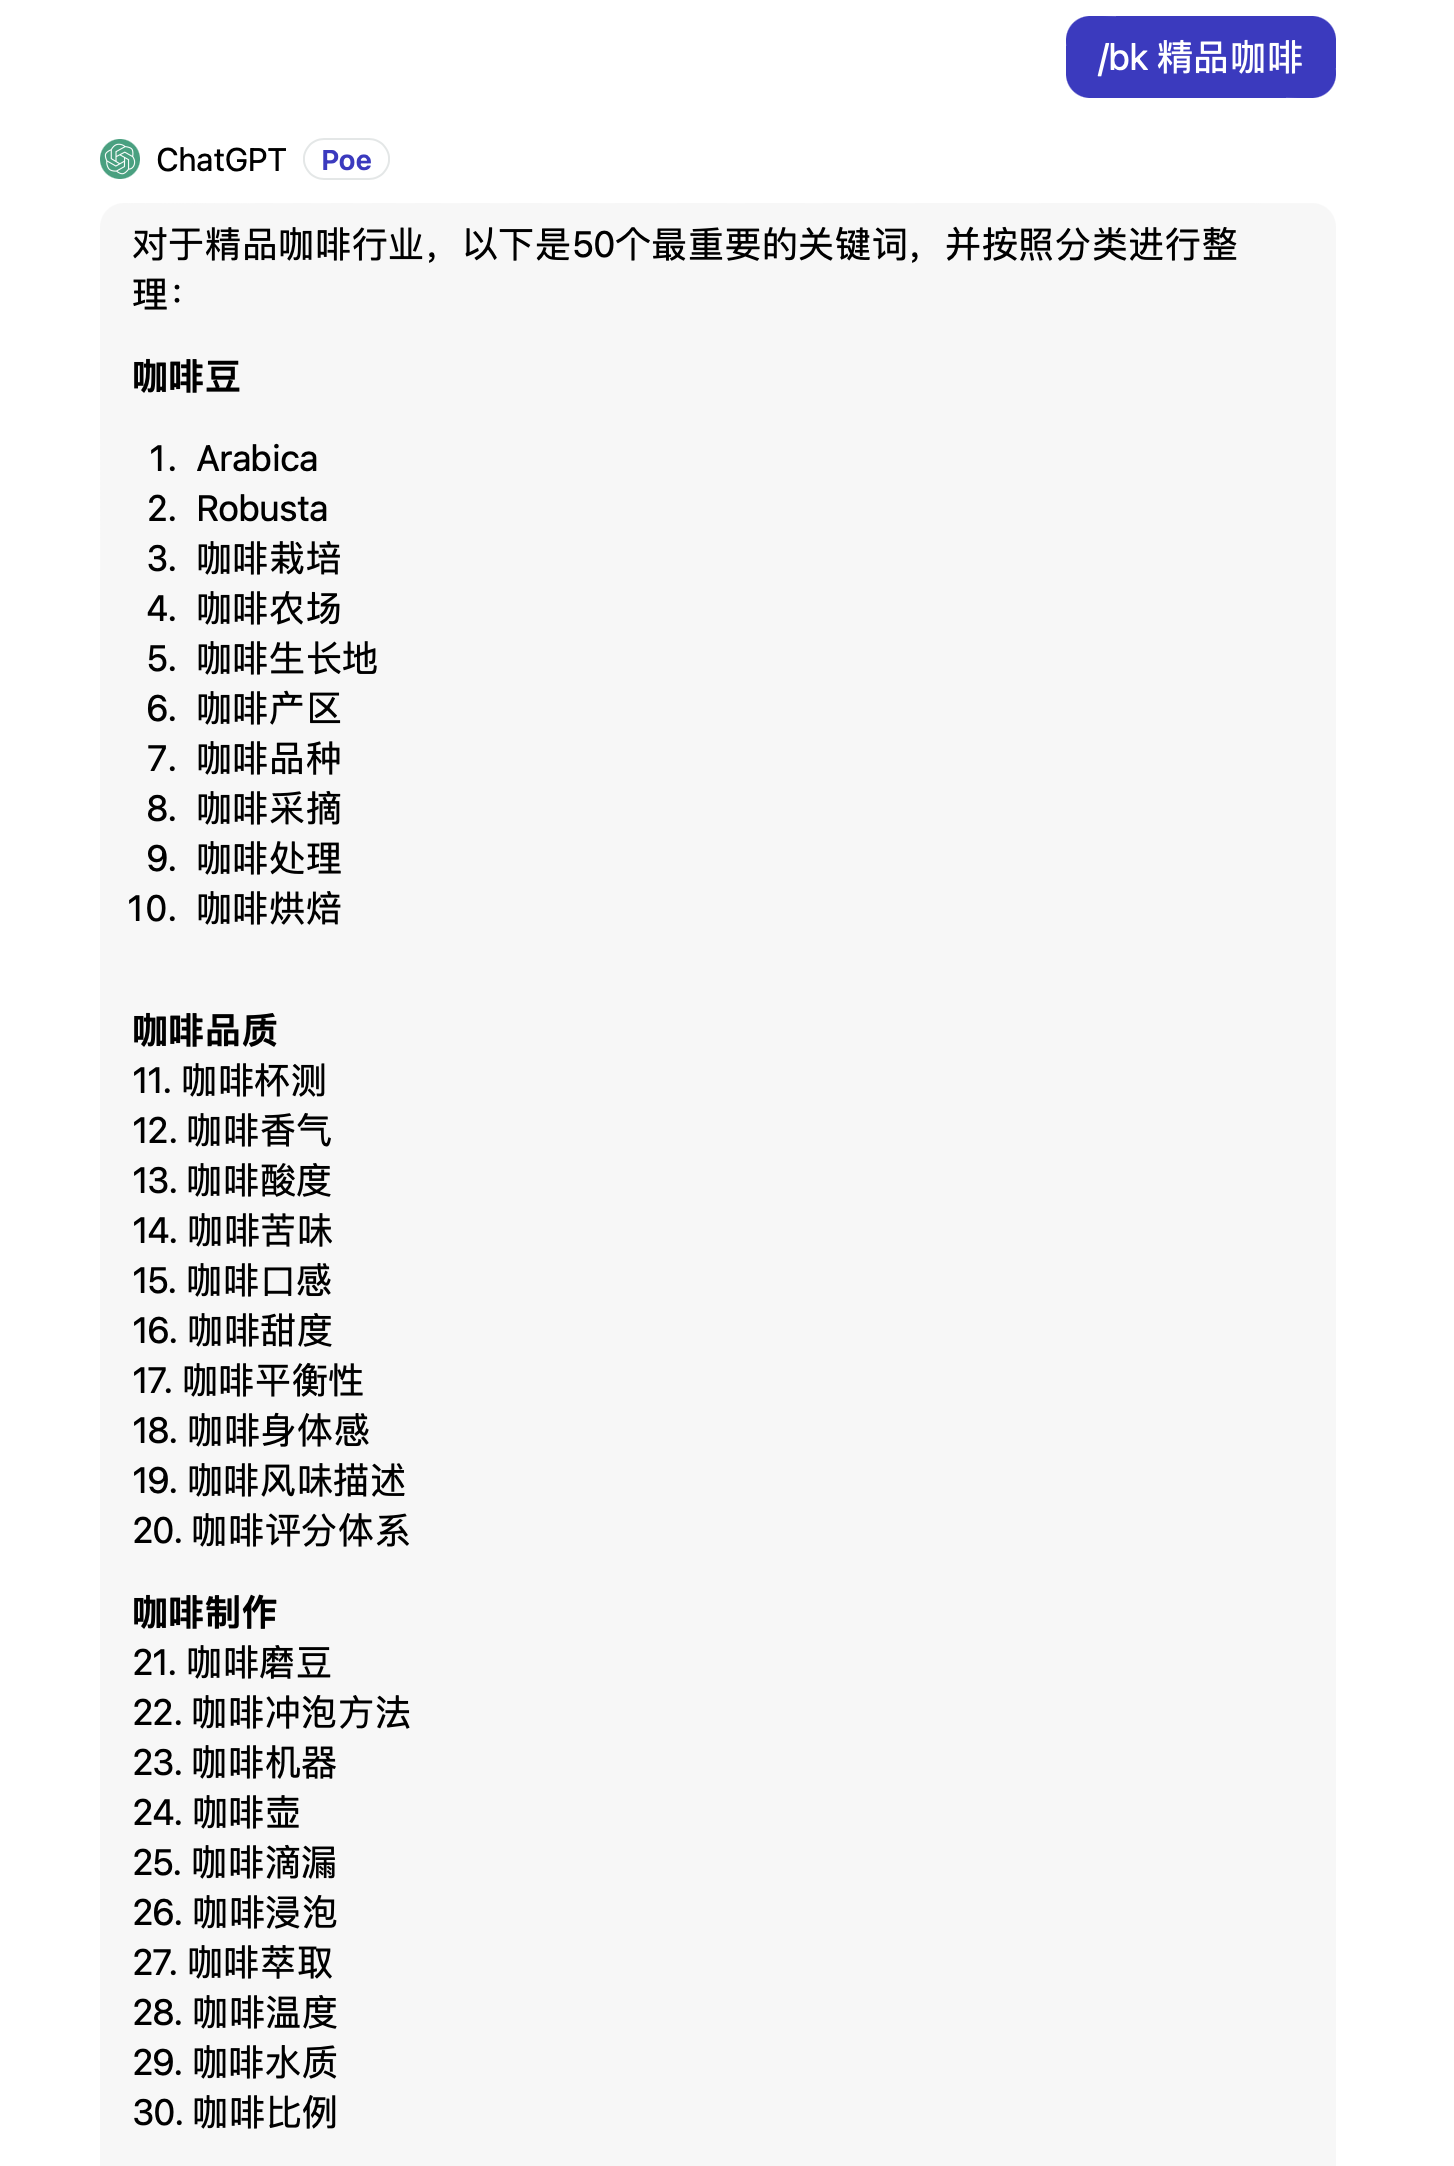 /bk 精品咖啡
ChatGPT Poe
对于精品咖啡行业，以下是50个最重要的关键词，并按照分类进行整
理：
咖啡豆
1. Arabica
2. Robusta
3. 咖啡栽培
4. 咖啡农场
5. 咖啡生长地
6. 咖啡产区
7. 咖啡品种
8. 咖啡采摘
9. 咖啡处理
10. 咖啡烘焙
咖啡品质
11. 咖啡杯测
12. 咖啡香气
13. 咖啡酸度
14. 咖啡苦味
15. 咖啡口感
16. 咖啡甜度
17. 咖啡平衡性
18. 咖啡身体感
19. 咖啡风味描述
20. 咖啡评分体系
咖啡制作
21. 咖啡磨豆
22. 咖啡冲泡方法
23. 咖啡机器
24. 咖啡壶
25. 咖啡滴漏
26. 咖啡浸泡
27. 咖啡萃取
28. 咖啡温度
29. 咖啡水质
30. 咖啡比例